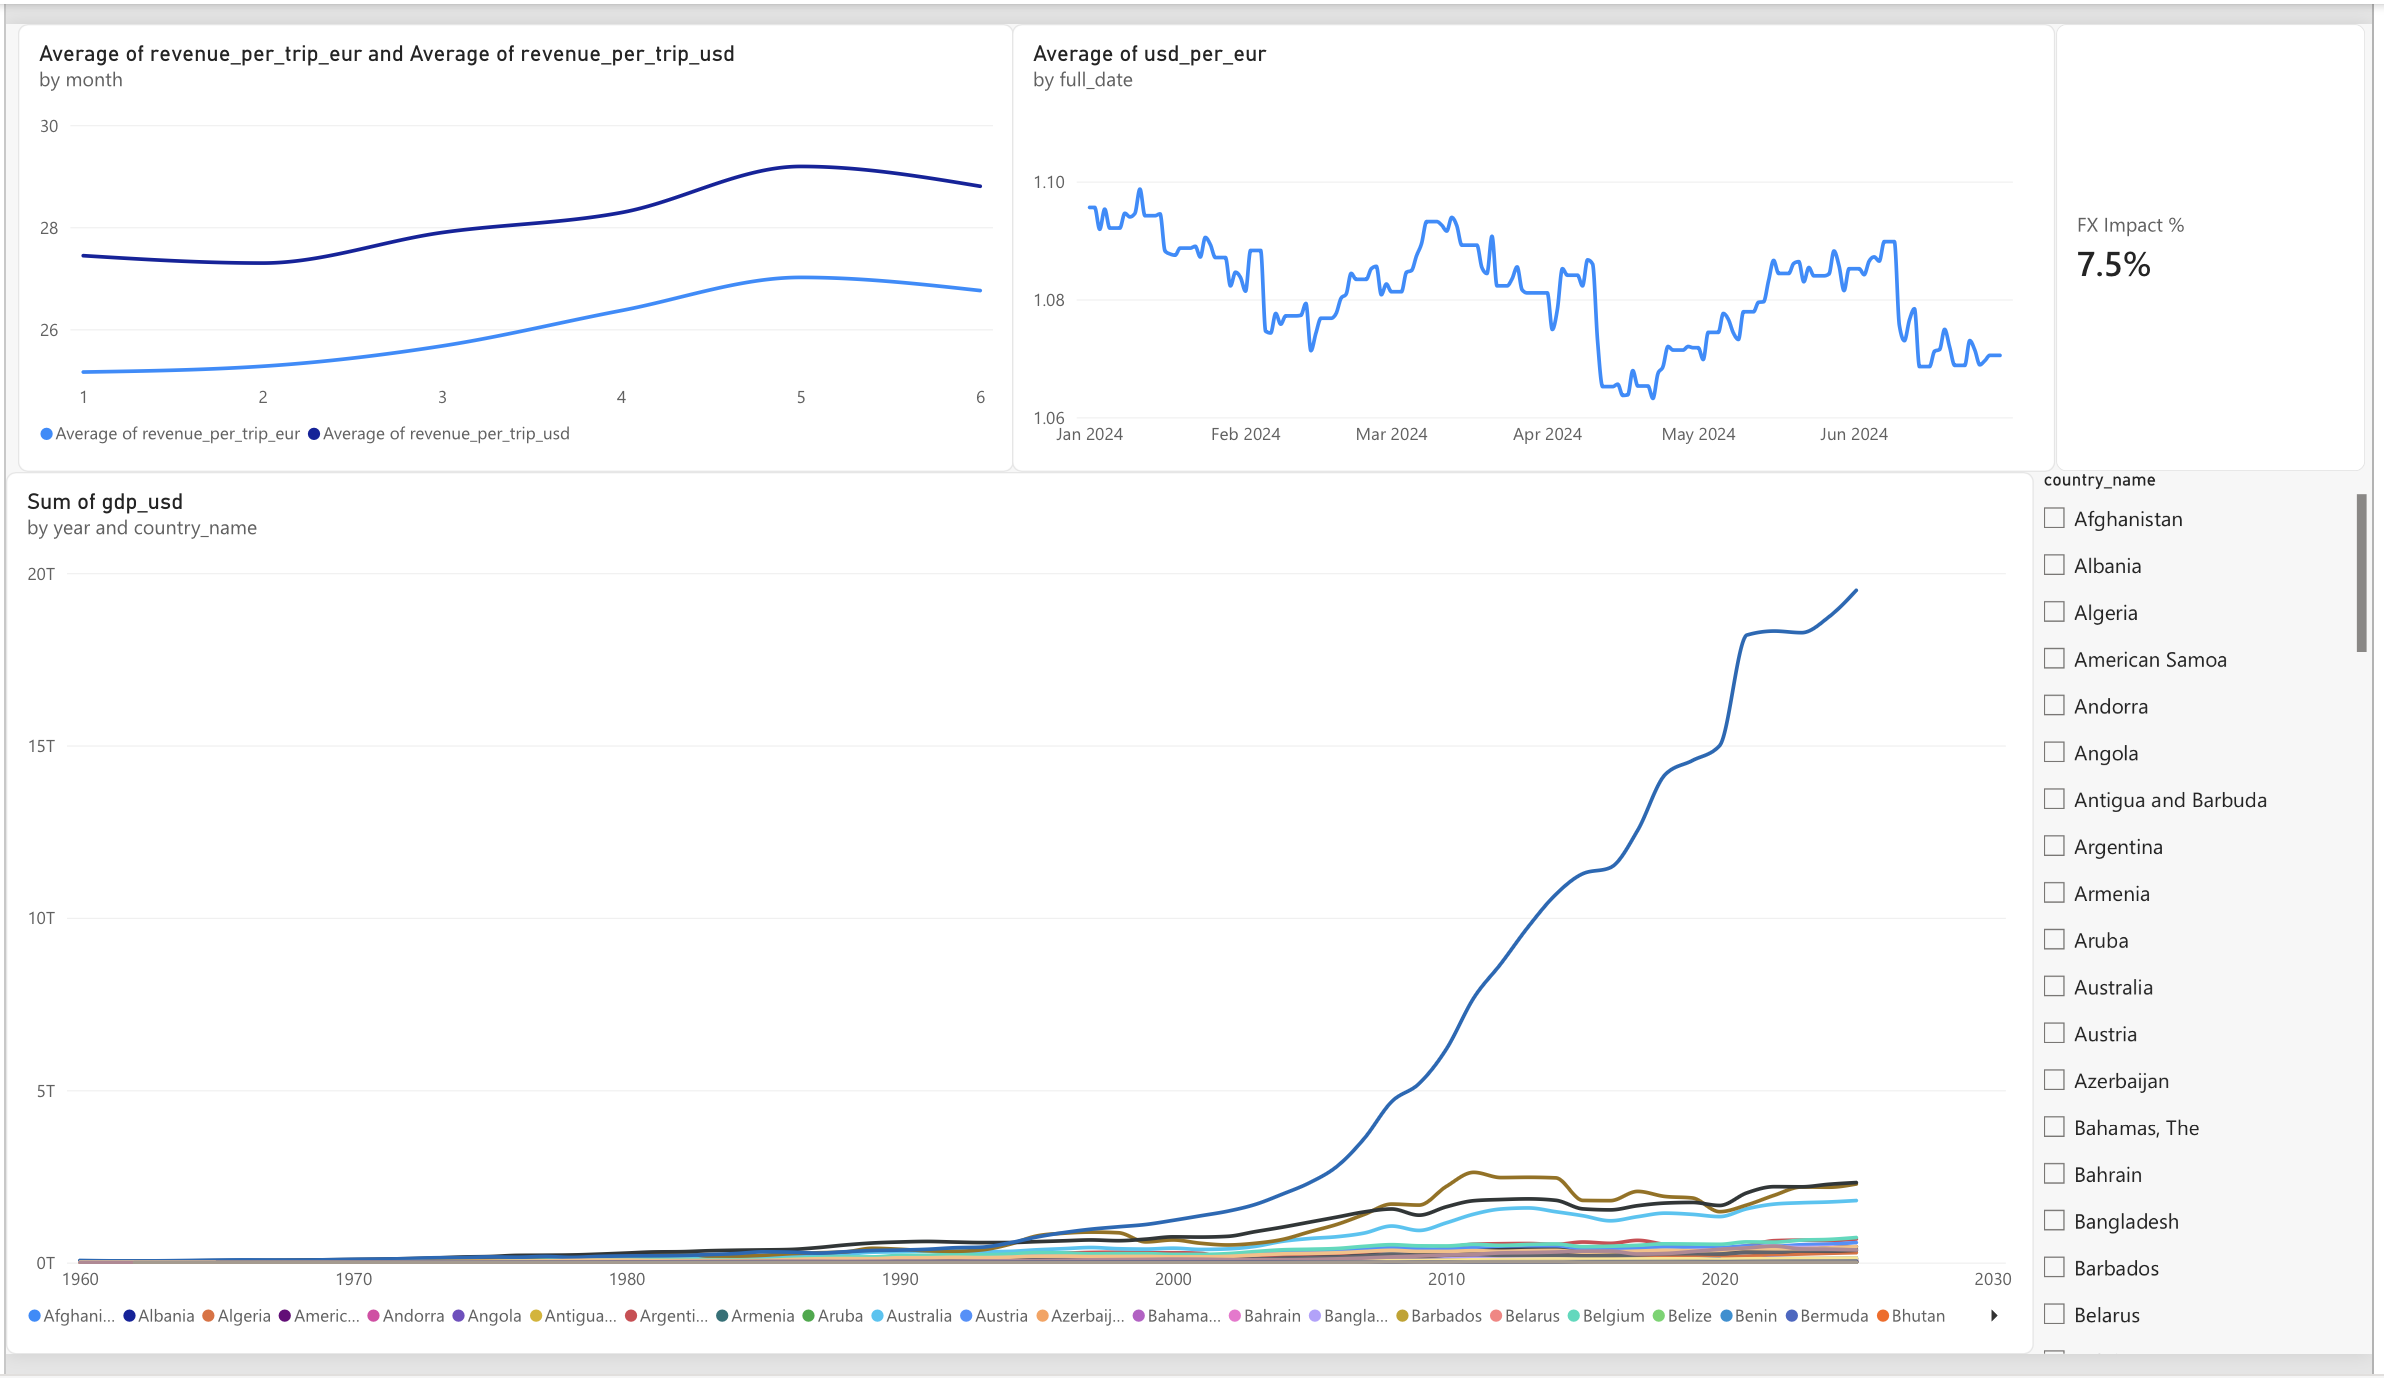 Average of revenue_per_trip_eur and Average of revenue_per_trip_usd
by month
30
28
26
1 2 3 4 5 6
Average of revenue_per_trip_eur Average of revenue_per_trip_usd
Average of usd_per_eur
by full_date
1.10
1.08
1.06
Jan 2024 Feb 2024 Mar 2024 Apr 2024 May 2024 Jun 2024
FX Impact %
7.5%
Sum of gdp_usd
by year and country_name
20T
15T
10T
5T
0T
1960 1970 1980 1990 2000 2010 2020 2030
Afghani... Albania Algeria Americ... Andorra Angola Antigua... Argenti... Armenia Aruba Australia Austria Azerbaij... Bahama... Bahrain Bangla... Barbados Belarus Belgium Belize Benin Bermuda Bhutan
country_name
Afghanistan
Albania
Algeria
American Samoa
Andorra
Angola
Antigua and Barbuda
Argentina
Armenia
Aruba
Australia
Austria
Azerbaijan
Bahamas, The
Bahrain
Bangladesh
Barbados
Belarus